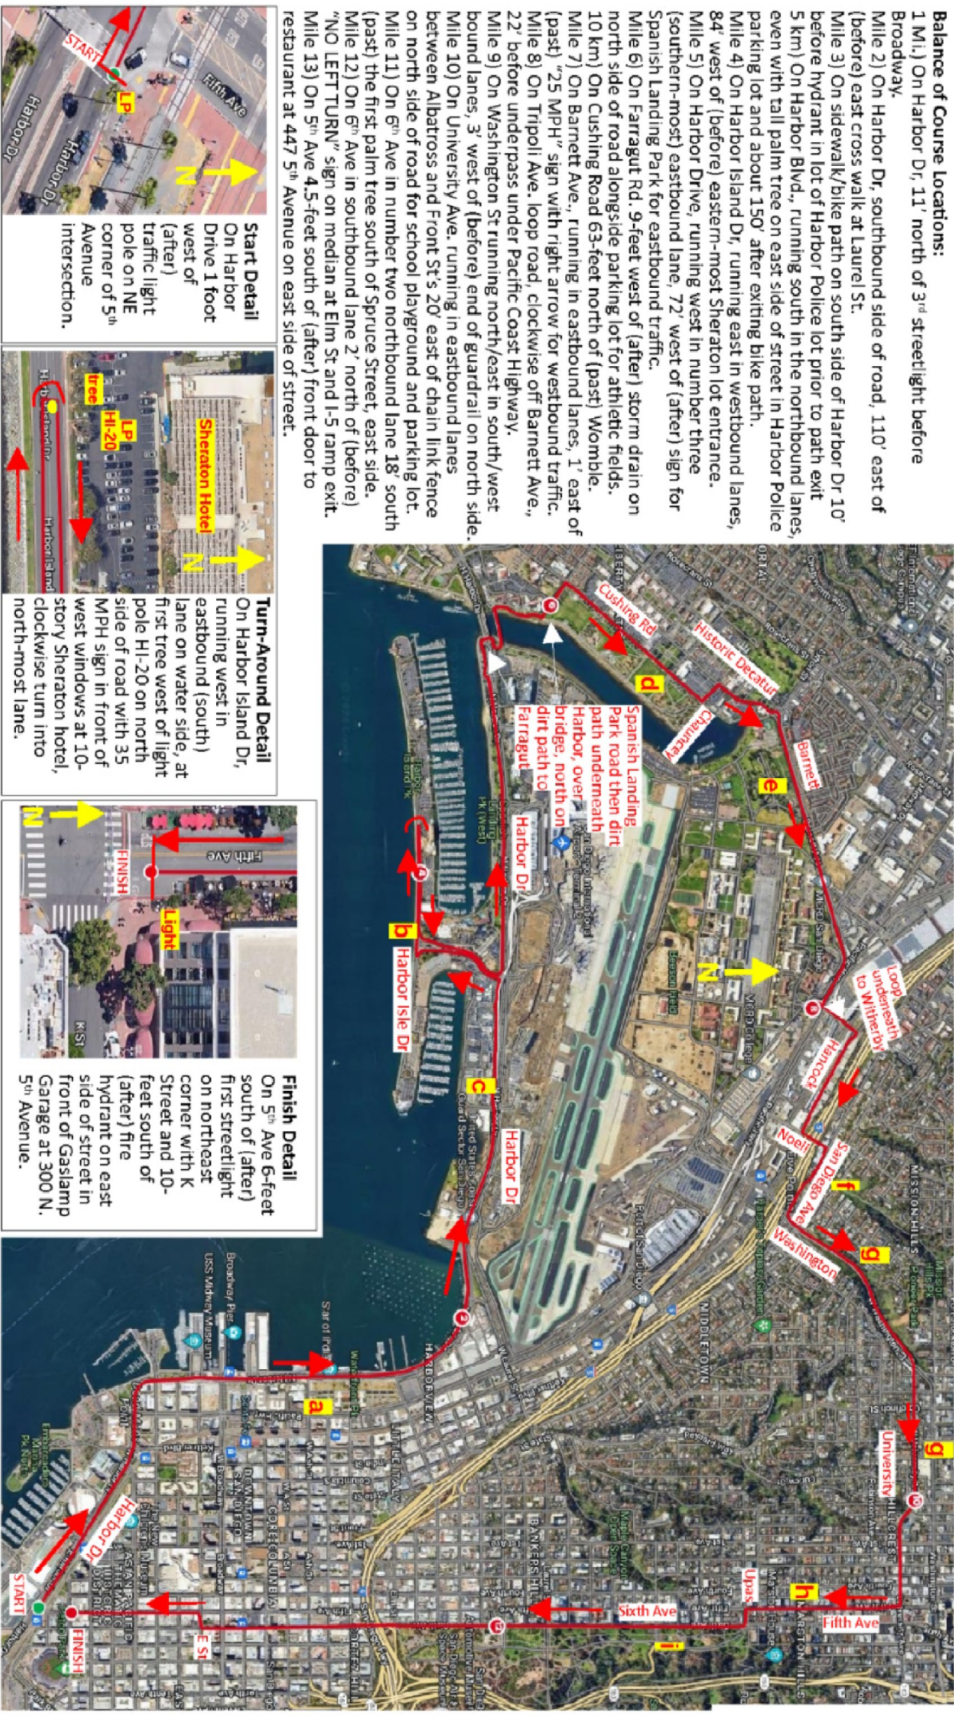 Balance of Course Locations:
1 Mi.) On Harbor Dr, 11' north of 3rd streetlight before
Broadway.
Mile 2) On Harbor Dr, southbound side of road, 110' east of
(before) east cross walk at Laurel St.
Mile 3) On sidewalk/bike path on south side of Harbor Dr 10'
before hydrant in lot of Harbor Police lot prior to path exit
5 km) On Harbor Blvd., running south in the northbound lanes,
even with tall palm tree on east side of street in Harbor Police
parking lot and about 150' after exiting bike path.
Mile 4) On Harbor Island Dr, running east in westbound lanes,
84' west of (before) eastern-most Sheraton lot entrance.
Mile 5) On Harbor Drive, running west in number three
(southern-most) eastbound lane, 72' west of (after) sign for
Spanish Landing Park for eastbound traffic.
Mile 6) On Farragut Rd. 9-feet west of (after) storm drain on
north side of road alongside parking lot for athletic fields.
10 km) On Cushing Road 63-feet north of (past) Womble.
Mile 7) On Barnett Ave., running in eastbound lanes, 1' east of
(past) "25 MPH" sign with right arrow for westbound traffic.
Mile 8) On Tripoli Ave. loop road, clockwise off Barnett Ave.,
22' before underpass under Pacific Coast Highway.
Mile 9) On Washington St running north/east in south/west
bound lanes, 3' west of (before) end of guardrail on north side.
Mile 10) On University Ave. running in eastbound lanes
between Albatross and Front St's 20' east of chain link fence
on north side of road for school playground and parking lot.
Mile 11) On 6th Ave in number two northbound lane 18' south
(past) the first palm tree south of Spruce Street, east side.
Mile 12) On 6th Ave in southbound lane 2' north of (before)
"NO LEFT TURN" sign on median at Elm St and I-5 ramp exit.
Mile 13) On 5th Ave 4.5-feet south of (after) front door to
restaurant at 447 5th Avenue on east side of street.
START
LP
Fifth Ave
Harbor Dr
Harbor Dr
N
Start Detail
On Harbor
Drive 1 foot
west of
(after)
traffic light
pole on NE
corner of 5th
Avenue
intersection.
Sheraton Hotel
LP
HI-20
tree
N
Harbor Island
Turn-Around Detail
On Harbor Island Dr,
running west in
eastbound (south)
lane on water side, at
first tree west of light
pole HI-20 on north
side of road with 35
MPH sign in front of
west windows at 10-
story Sheraton hotel,
clockwise turn into
north-most lane.
Fifth Ave
FINISH
Light
K St
N
Finish Detail
On 5th Ave 6-feet
south of (after)
first streetlight
on northeast
corner with K
Street and 10-
feet south of
(after) fire
hydrant on east
side of street in
front of Gaslamp
Garage at 300 N.
5th Avenue.
Cushing Rd
Historic Decatur
d
Chauncey
Barnett
e
Spanish Landing
Park road then dirt
path underneath
Harbor, over
bridge, north on
dirt path to
Farragut
Harbor Dr
b
Harbor Isle Dr
c
Harbor Dr
N
Loop
underneath
to Witherby
Hancock
Noell
San Diego Ave
f
Washington
g
g
University
MISSION HILLS
MIDDLETOWN
HARBORVIEW
Broadway Pier
USS Midway Museum
a
Harbor Dr
START
FINISH
E St
Sixth Ave
i
Upas
h
Fifth Ave